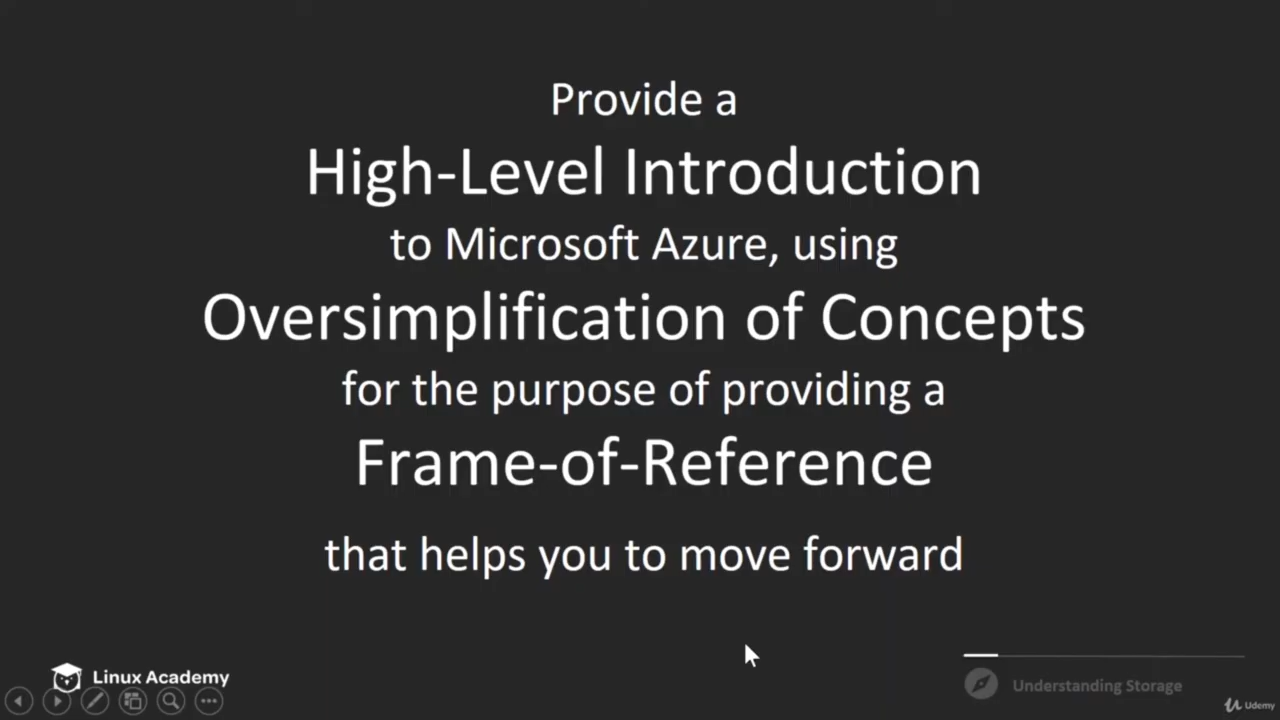 Provide a
High-Level Introduction
to Microsoft Azure, using
Oversimplification of Concepts
for the purpose of providing a
Frame-of-Reference
that helps you to move forward
Linux Academy
Understanding Storage
Udemy